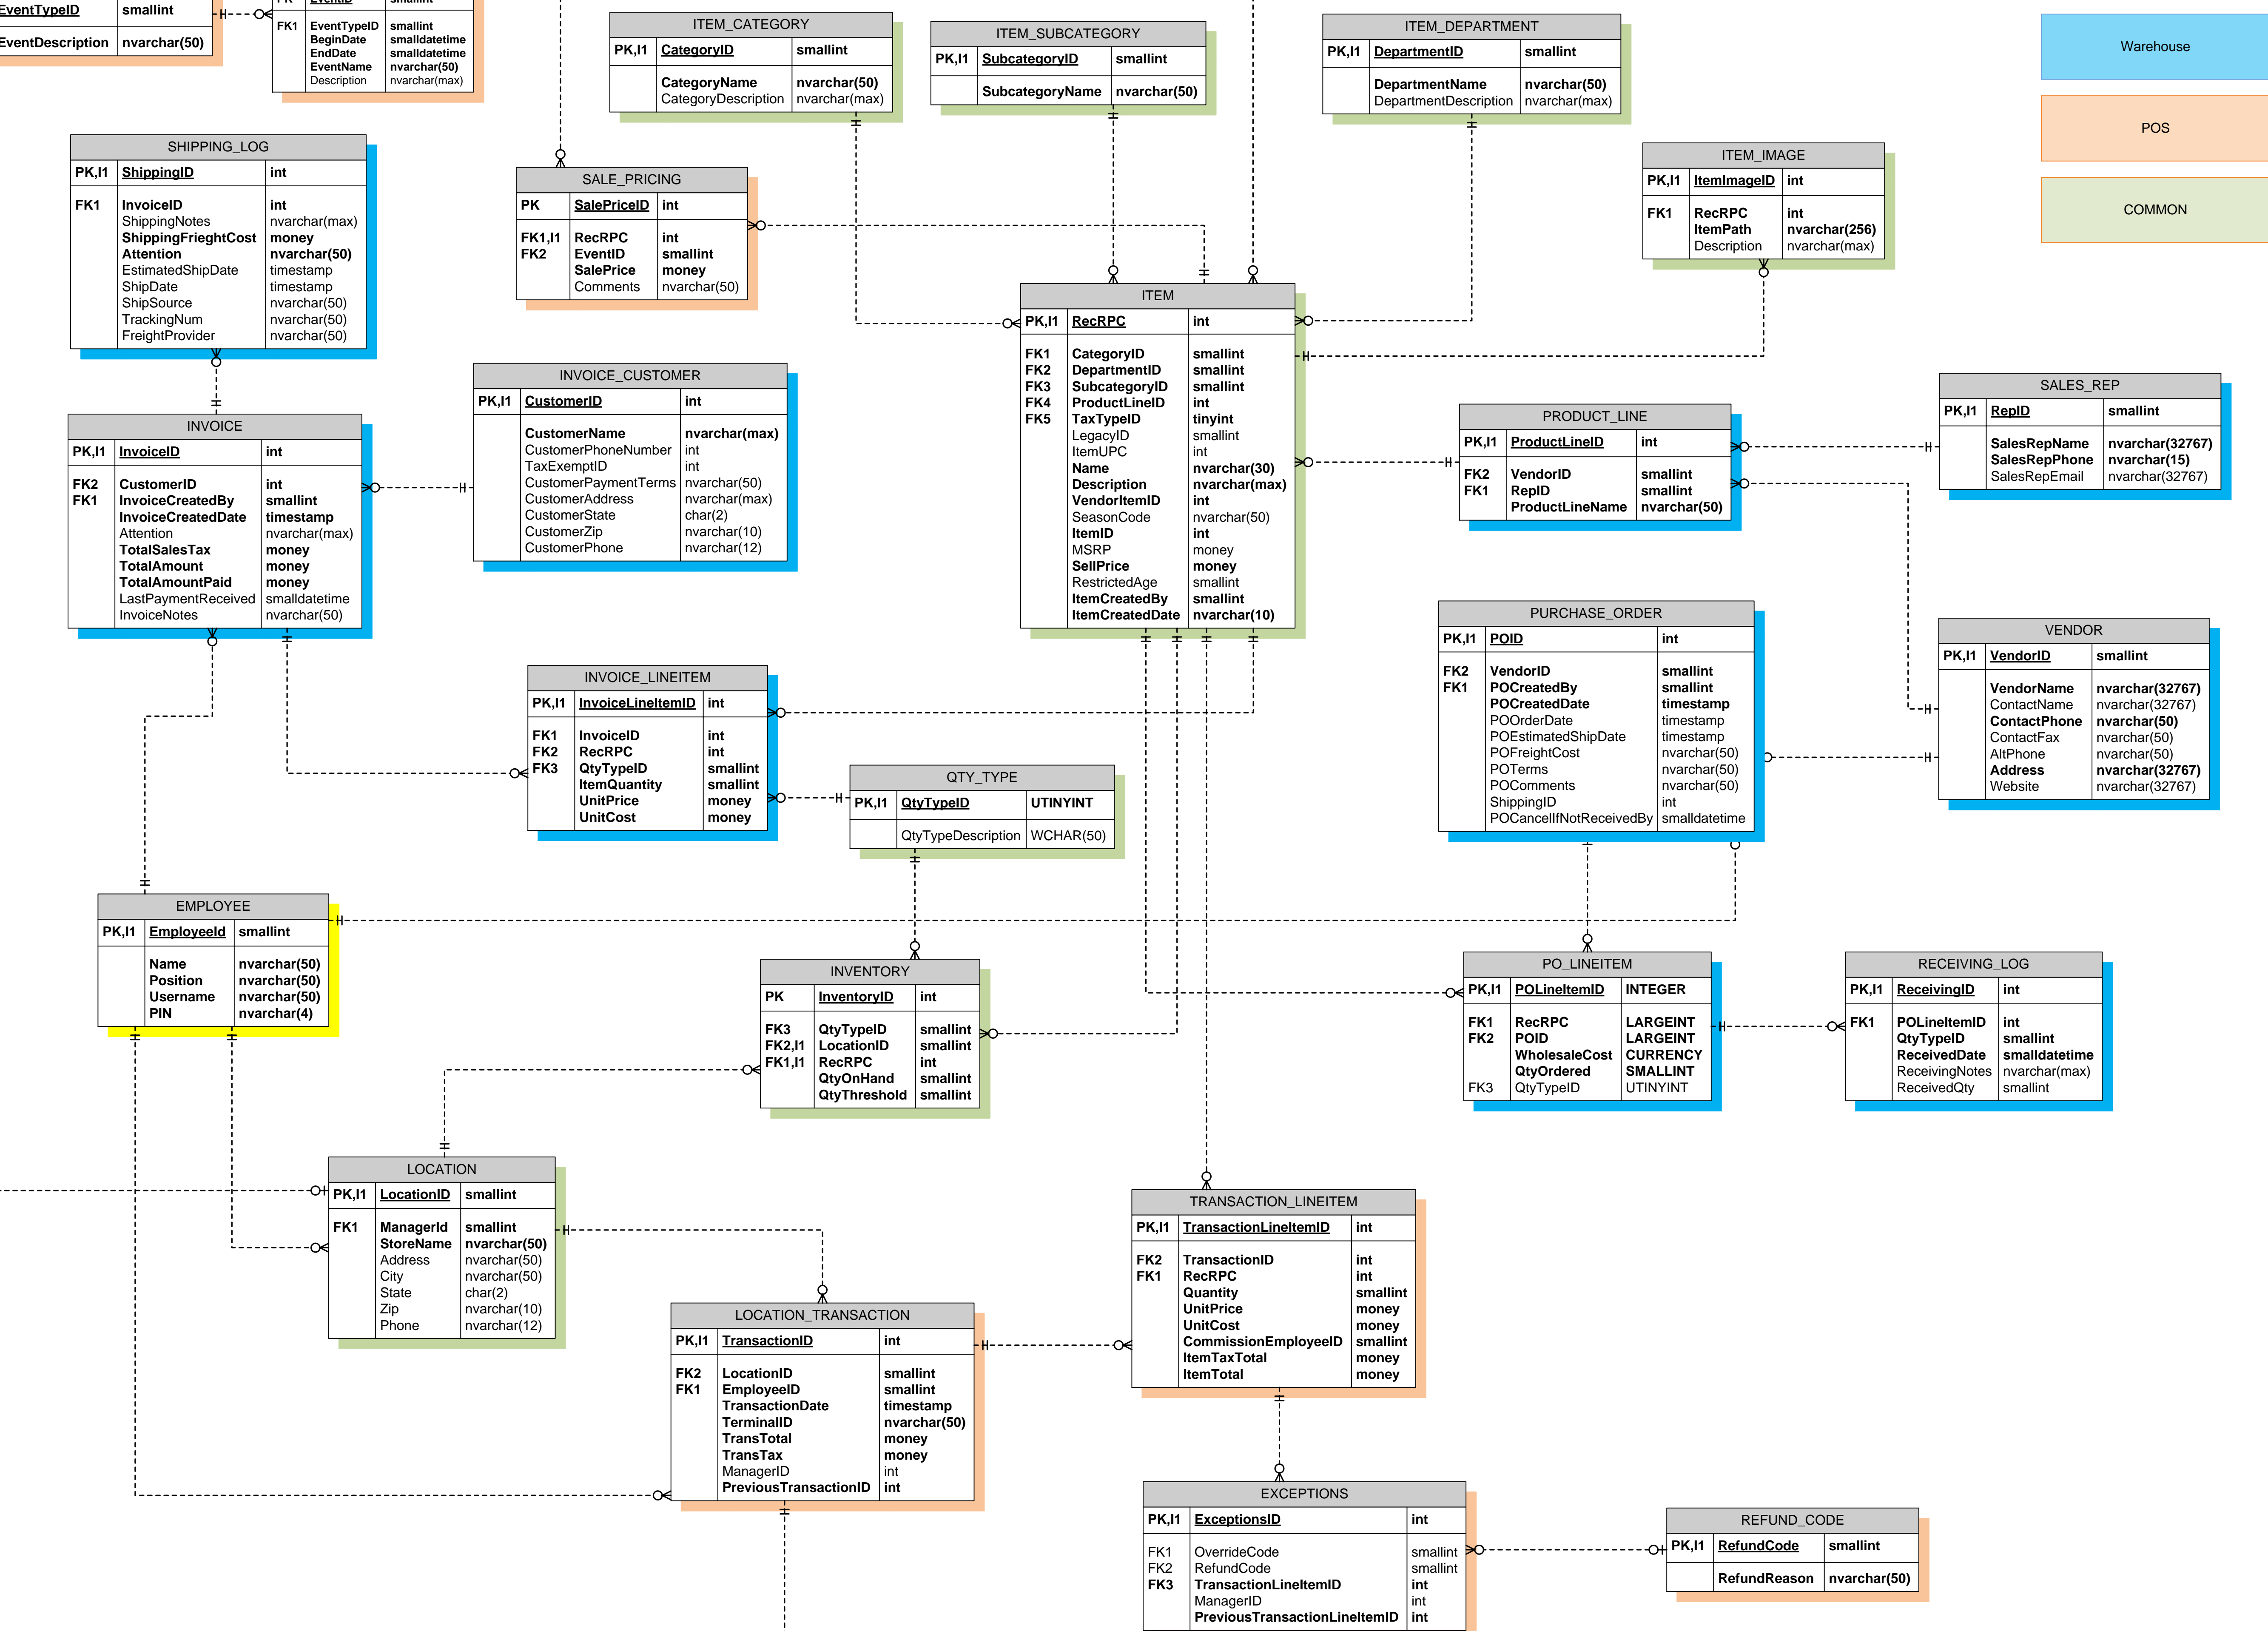 EventTypeID smallint
EventDescription nvarchar(50)
FK1 EventTypeID smallint
BeginDate smalldatetime
EndDate smalldatetime
EventName nvarchar(50)
Description nvarchar(max)
ITEM_CATEGORY
PK,I1 CategoryID smallint
CategoryName nvarchar(50)
CategoryDescription nvarchar(max)
ITEM_SUBCATEGORY
PK,I1 SubcategoryID smallint
SubcategoryName nvarchar(50)
ITEM_DEPARTMENT
PK,I1 DepartmentID smallint
DepartmentName nvarchar(50)
DepartmentDescription nvarchar(max)
Warehouse
POS
COMMON
SHIPPING_LOG
PK,I1 ShippingID int
FK1 InvoiceID int
ShippingNotes nvarchar(max)
ShippingFrieghtCost money
Attention nvarchar(50)
EstimatedShipDate timestamp
ShipDate timestamp
ShipSource nvarchar(50)
TrackingNum nvarchar(50)
FreightProvider nvarchar(50)
SALE_PRICING
PK SalePriceID int
FK1,I1 RecRPC int
FK2 EventID smallint
SalePrice money
Comments nvarchar(50)
ITEM_IMAGE
PK,I1 ItemImageID int
FK1 RecRPC int
ItemPath nvarchar(256)
Description nvarchar(max)
ITEM
PK,I1 RecRPC int
FK1 CategoryID smallint
FK2 DepartmentID smallint
FK3 SubcategoryID smallint
FK4 ProductLineID int
FK5 TaxTypeID tinyint
LegacyID smallint
ItemUPC int
Name nvarchar(30)
Description nvarchar(max)
VendorItemID int
SeasonCode nvarchar(50)
ItemID int
MSRP money
SellPrice money
RestrictedAge smallint
ItemCreatedBy smallint
ItemCreatedDate nvarchar(10)
INVOICE_CUSTOMER
PK,I1 CustomerID int
CustomerName nvarchar(max)
CustomerPhoneNumber int
TaxExemptID int
CustomerPaymentTerms nvarchar(50)
CustomerAddress nvarchar(max)
CustomerState char(2)
CustomerZip nvarchar(10)
CustomerPhone nvarchar(12)
INVOICE
PK,I1 InvoiceID int
FK2 CustomerID int
FK1 InvoiceCreatedBy smallint
InvoiceCreatedDate timestamp
Attention nvarchar(max)
TotalSalesTax money
TotalAmount money
TotalAmountPaid money
LastPaymentReceived smalldatetime
InvoiceNotes nvarchar(50)
PRODUCT_LINE
PK,I1 ProductLineID int
FK2 VendorID smallint
FK1 RepID smallint
ProductLineName nvarchar(50)
SALES_REP
PK,I1 RepID smallint
SalesRepName nvarchar(32767)
SalesRepPhone nvarchar(15)
SalesRepEmail nvarchar(32767)
PURCHASE_ORDER
PK,I1 POID int
FK2 VendorID smallint
FK1 POCreatedBy smallint
POCreatedDate timestamp
POOrderDate timestamp
POEstimatedShipDate timestamp
POFreightCost nvarchar(50)
POTerms nvarchar(50)
POComments nvarchar(50)
ShippingID int
POCancelIfNotReceivedBy smalldatetime
VENDOR
PK,I1 VendorID smallint
VendorName nvarchar(32767)
ContactName nvarchar(32767)
ContactPhone nvarchar(50)
ContactFax nvarchar(50)
AltPhone nvarchar(50)
Address nvarchar(32767)
Website nvarchar(32767)
INVOICE_LINEITEM
PK,I1 InvoiceLineItemID int
FK1 InvoiceID int
FK2 RecRPC int
FK3 QtyTypeID smallint
ItemQuantity smallint
UnitPrice money
UnitCost money
QTY_TYPE
PK,I1 QtyTypeID UTINYINT
QtyTypeDescription WCHAR(50)
EMPLOYEE
PK,I1 EmployeeId smallint
Name nvarchar(50)
Position nvarchar(50)
Username nvarchar(50)
PIN nvarchar(4)
INVENTORY
PK InventoryID int
FK3 QtyTypeID smallint
FK2,I1 LocationID smallint
FK1,I1 RecRPC int
QtyOnHand smallint
QtyThreshold smallint
PO_LINEITEM
PK,I1 POLineItemID INTEGER
FK1 RecRPC LARGEINT
FK2 POID LARGEINT
WholesaleCost CURRENCY
QtyOrdered SMALLINT
FK3 QtyTypeID UTINYINT
RECEIVING_LOG
PK,I1 ReceivingID int
FK1 POLineItemID int
QtyTypeID smallint
ReceivedDate smalldatetime
ReceivingNotes nvarchar(max)
ReceivedQty smallint
LOCATION
PK,I1 LocationID smallint
FK1 ManagerId smallint
StoreName nvarchar(50)
Address nvarchar(50)
City nvarchar(50)
State char(2)
Zip nvarchar(10)
Phone nvarchar(12)
TRANSACTION_LINEITEM
PK,I1 TransactionLineItemID int
FK2 TransactionID int
FK1 RecRPC int
Quantity smallint
UnitPrice money
UnitCost money
CommissionEmployeeID smallint
ItemTaxTotal money
ItemTotal money
LOCATION_TRANSACTION
PK,I1 TransactionID int
FK2 LocationID smallint
FK1 EmployeeID smallint
TransactionDate timestamp
TerminalID nvarchar(50)
TransTotal money
TransTax money
ManagerID int
PreviousTransactionID int
EXCEPTIONS
PK,I1 ExceptionsID int
FK1 OverrideCode smallint
FK2 RefundCode smallint
FK3 TransactionLineItemID int
ManagerID int
PreviousTransactionLineItemID int
REFUND_CODE
PK,I1 RefundCode smallint
RefundReason nvarchar(50)